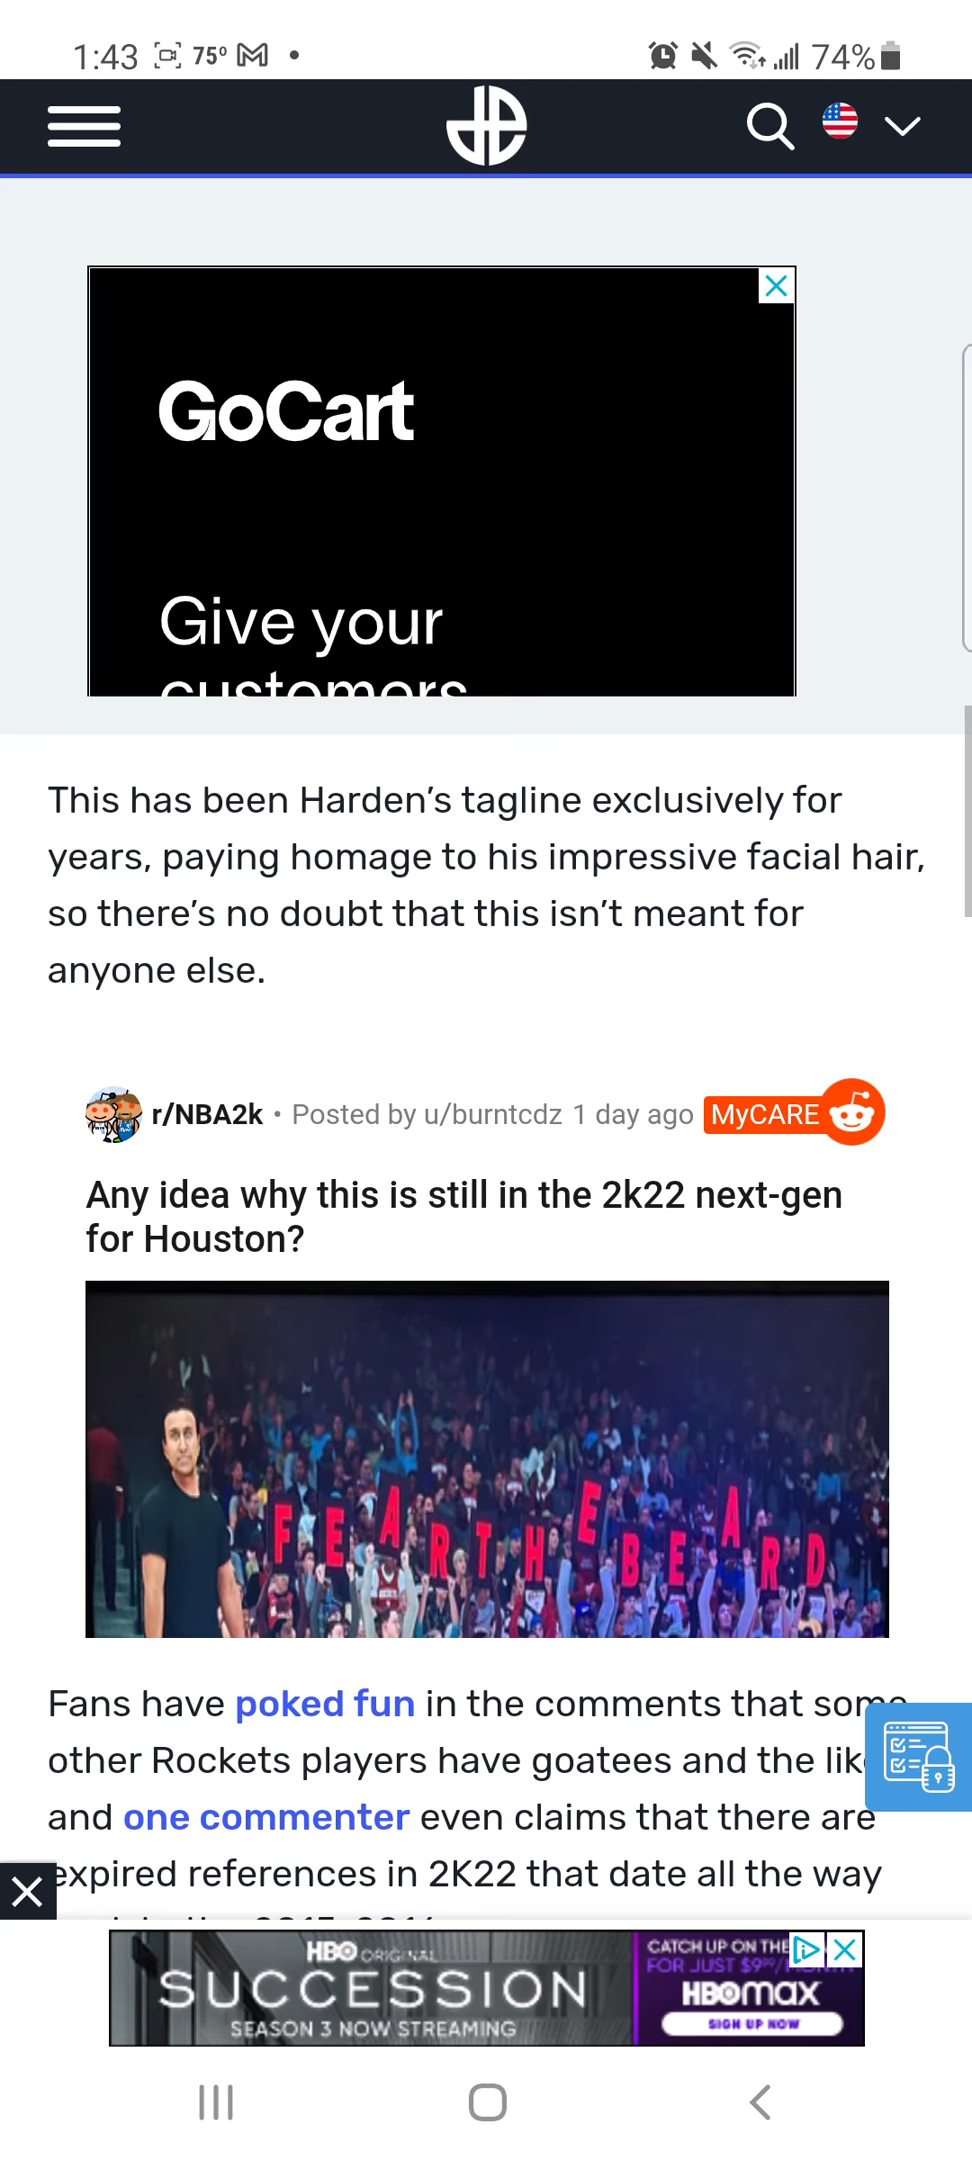 1:43 75° 74%
GoCart
Give your
customers
This has been Harden’s tagline exclusively for
years, paying homage to his impressive facial hair,
so there’s no doubt that this isn’t meant for
anyone else.
r/NBA2k • Posted by u/burntcdz 1 day ago MyCARE
Any idea why this is still in the 2k22 next-gen
for Houston?
FEAR THE BEARD
Fans have poked fun in the comments that some
other Rockets players have goatees and the
and one commenter even claims that there are
expired references in 2K22 that date all the way
HBO ORIGINAL
SUCCESSION
SEASON 3 NOW STREAMING
CATCH UP ON THE
FOR JUST
HBOmax
SIGN UP NOW